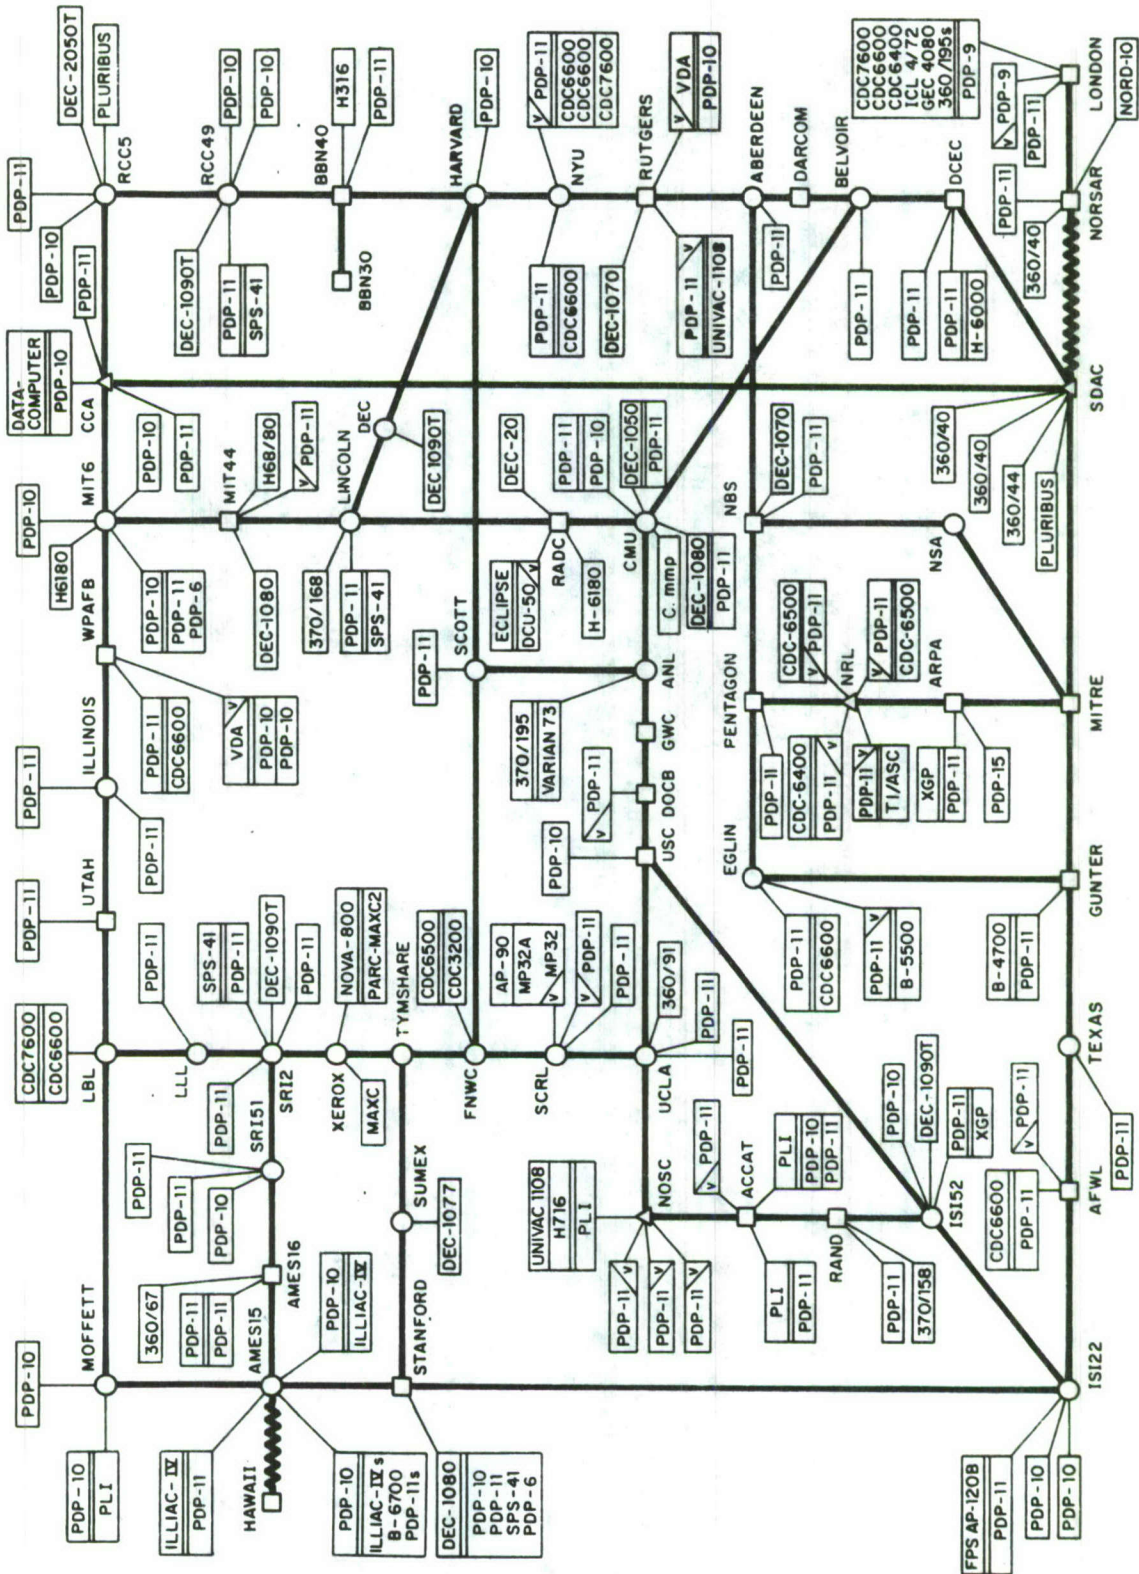 PDP-10
PDP-10
PLI
MOFFETT
CDC7600
CDC6600
LBL
PDP-11
UTAH
PDP-11
ILLINOIS
PDP-11
WPAFB
PDP-11
CDC6600
V
VDA
PDP-10
PDP-10
PDP-10
H6180
MIT6
PDP-10
PDP-10
PDP-11
PDP-6
DATA-
COMPUTER
PDP-10
CCA
PDP-11
PDP-11
PDP-10
PDP-11
DEC-2050T
PLURIBUS
RCC5
ILLIAC-IV
PDP-11
HAWAII
AMES15
PDP-10
ILLIAC-IV
PDP-10
ILLIAC-IVs
B-6700
PDP-11s
360/67
PDP-11
PDP-11
AMES16
PDP-11
PDP-11
PDP-10
SRI51
PDP-11
LLL
PDP-11
SRI2
SPS-41
PDP-11
DEC-1090T
PDP-11
XEROX
NOVA-800
PARC-MAXC2
MAXC
TYMSHARE
SUMEX
DEC-1077
STANFORD
DEC-1080
PDP-10
PDP-11
SPS-41
PDP-6
MIT44
H68/80
V
PDP-11
DEC-1080
LINCOLN
370/168
PDP-11
SPS-41
DEC
DEC1090T
RCC49
PDP-10
PDP-10
DEC-1090T
PDP-11
SPS-41
BBN40
H316
PDP-11
BBN30
HARVARD
PDP-10
FNWC
CDC6500
CDC3200
SCOTT
PDP-11
SCRL
AP-90
MP32A
V
MP32
V
PDP-11
PDP-11
RADC
DEC-20
ECLIPSE
DCU-50
V
H-6180
NYU
V
PDP-11
CDC6600
CDC6600
CDC7600
PDP-11
CDC6600
UCLA
360/91
PDP-11
PDP-11
USC
PDP-10
DOCB
V
PDP-11
GWC
ANL
370/195
VARIAN 73
CMU
PDP-11
PDP-10
DEC-1050
PDP-11
C.mmp
DEC-1080
PDP-11
RUTGERS
V
VDA
PDP-10
DEC-1070
PDP-11
V
UNIVAC-1108
NOSC
UNIVAC 1108
H716
PLI
PDP-11
V
PDP-11
V
PDP-11
V
ACCAT
V
PDP-11
PLI
PDP-10
PDP-11
PLI
PDP-11
RAND
PDP-11
370/158
ISI52
PDP-10
DEC-1090T
PDP-11
XGP
EGLIN
PDP-11
CDC6600
PDP-11
V
B-5500
PENTAGON
PDP-11
NRL
CDC-6500
V
PDP-11
V
PDP-11
CDC-6500
CDC-6400
V
PDP-11
PDP-11
V
TI/ASC
ARPA
XGP
PDP-11
PDP-15
NBS
DEC-1070
PDP-11
NSA
ABERDEEN
PDP-11
DARCOM
BELVOIR
PDP-11
DCEC
PDP-11
PDP-11
H-6000
ISI22
FPS AP-120B
PDP-11
PDP-10
PDP-10
AFWL
CDC6600
PDP-11
V
PDP-11
TEXAS
PDP-11
GUNTER
B-4700
PDP-11
MITRE
SDAC
360/40
360/40
360/44
PLURIBUS
NORSAR
PDP-11
360/40
NORD-10
LONDON
CDC7600
CDC6600
CDC6400
ICL 4/72
GEC 4080
360/195s
PDP-9
V
PDP-9
PDP-11